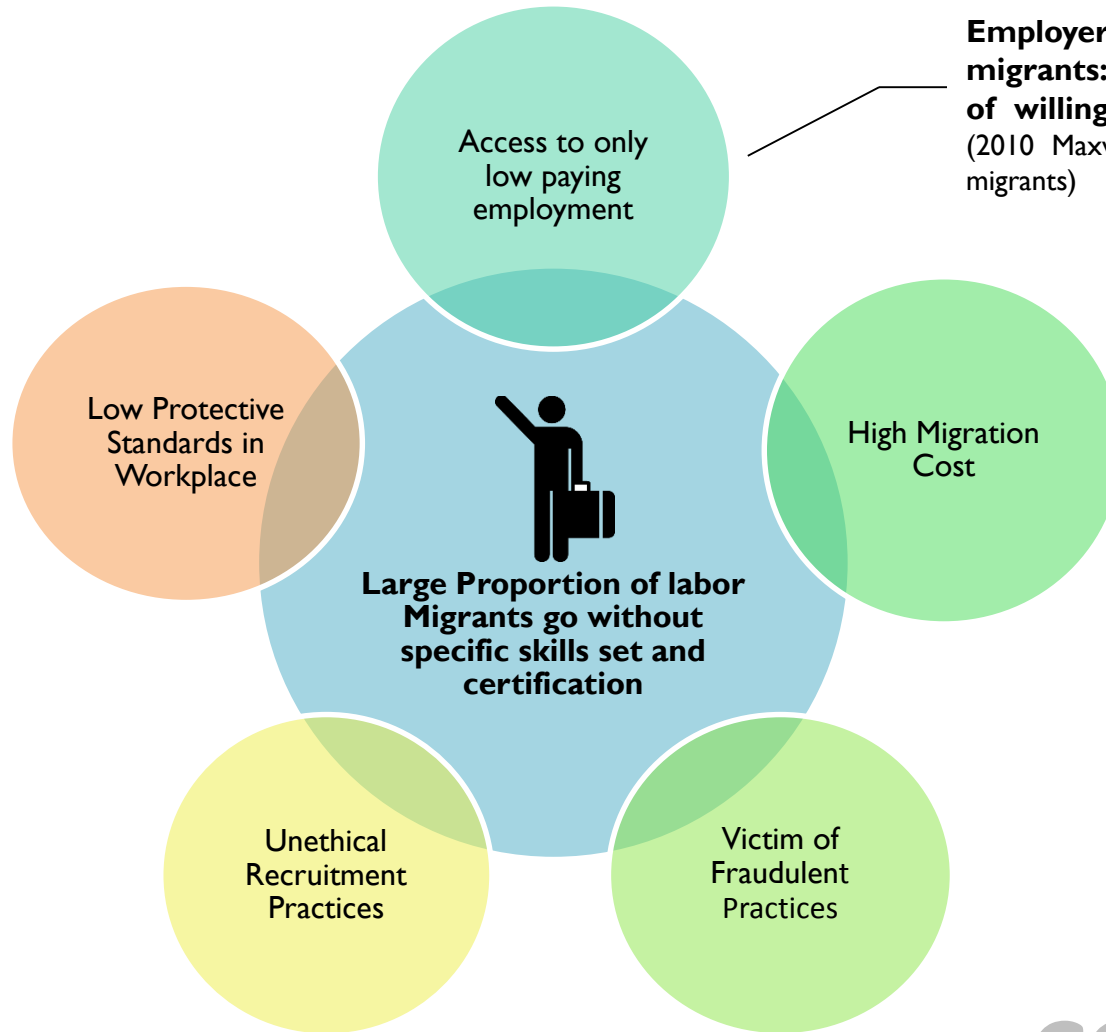 Employer
migrants:
of willing
(2010 Max
migrants)
Access to only
low paying
employment
Low Protective
Standards in
Workplace
High Migration
Cost
Large Proportion of labor
Migrants go without
specific skills set and
certification
Unethical
Recruitment
Practices
Victim of
Fraudulent
Practices